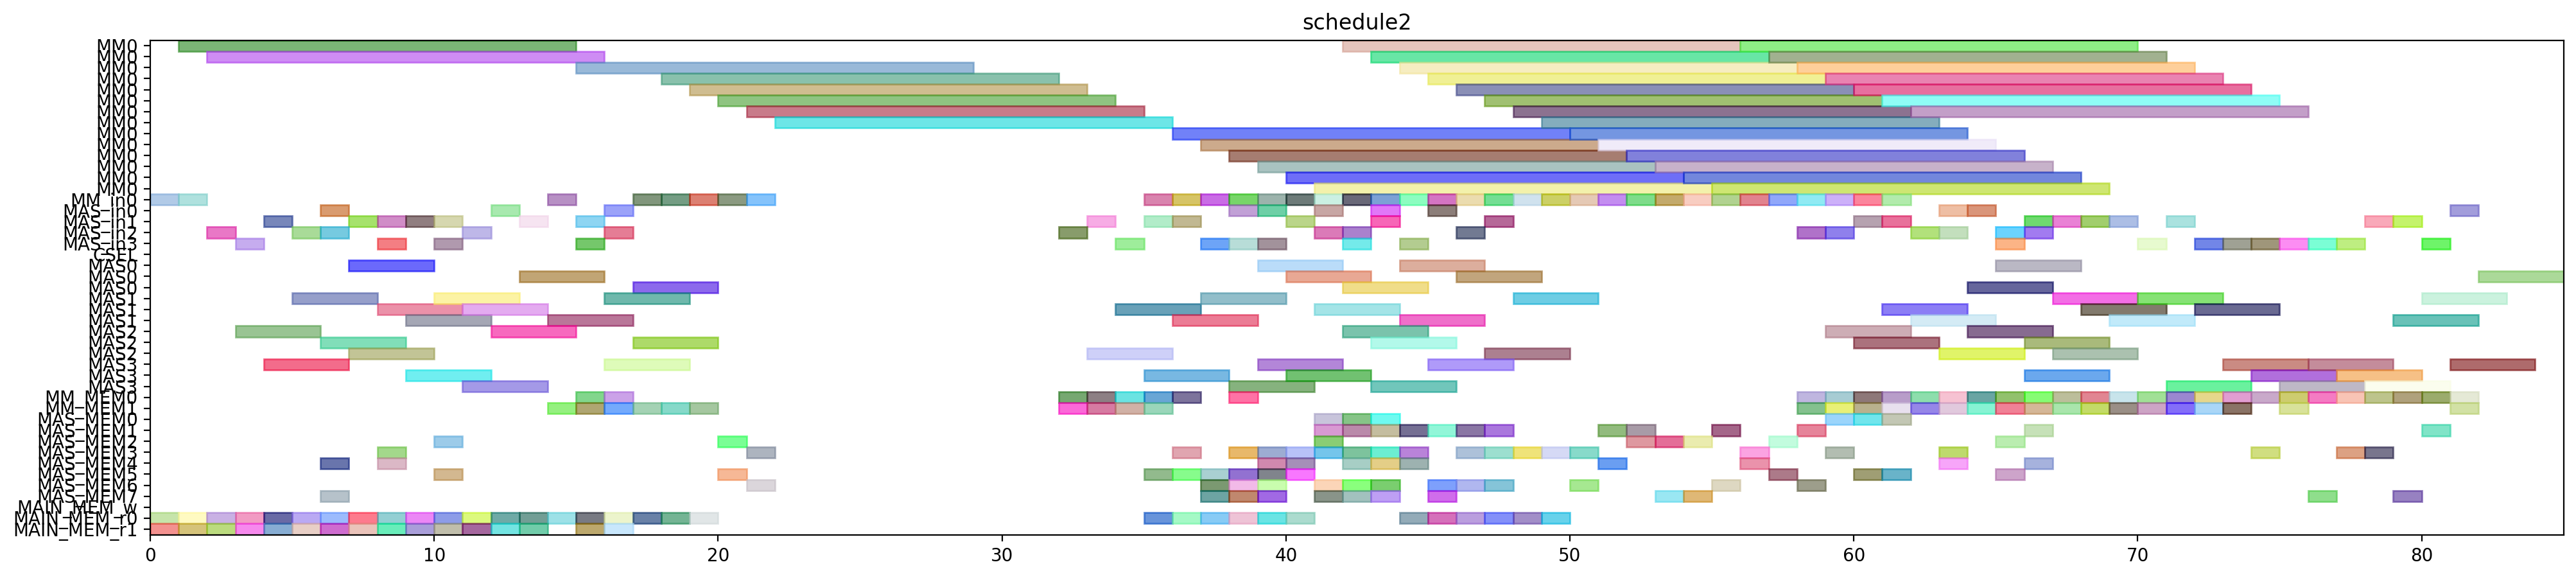 schedule2
MM0
MM0
MM0
MM0
MM0
MM0
MM0
MM0
MM0
MM0
MM0
MM0
MM0
MM0
MM_in0
MAS_in0
MAS_in1
MAS_in2
MAS_in3
CSEL
MAS0
MAS0
MAS0
MAS1
MAS1
MAS1
MAS2
MAS2
MAS2
MAS3
MAS3
MAS3
MM_MEM0
MM_MEM1
MAS_MEM0
MAS_MEM1
MAS_MEM2
MAS_MEM3
MAS_MEM4
MAS_MEM5
MAS_MEM6
MAS_MEM7
MAIN_MEM_w
MAIN_MEM_r0
MAIN_MEM_r1
0 10 20 30 40 50 60 70 80